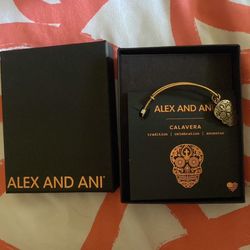 ALEX AND ANI
ALEX AND ANI
CALAVERA
tradition | celebration | ancestor